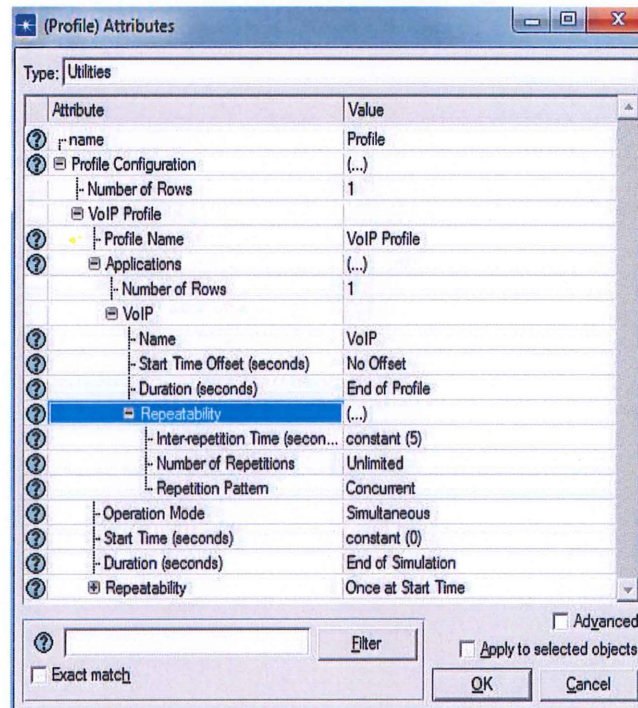 (Profile) Attributes
Type: Utilities
Attribute Value
name Profile
Profile Configuration (...)
Number of Rows 1
VoIP Profile
Profile Name VoIP Profile
Applications (...)
Number of Rows 1
VoIP
Name VoIP
Start Time Offset (seconds) No Offset
Duration (seconds) End of Profile
Repeatability (...)
Inter-repetition Time (secon... constant (5)
Number of Repetitions Unlimited
Repetition Pattern Concurrent
Operation Mode Simultaneous
Start Time (seconds) constant (0)
Duration (seconds) End of Simulation
Repeatability Once at Start Time
Advanced
Filter
Apply to selected objects
Exact match
OK Cancel